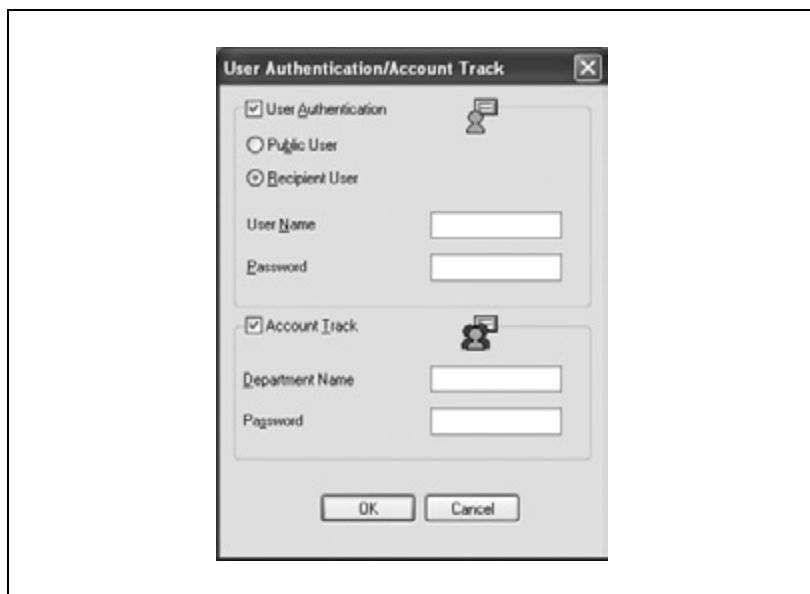 User Authentication/Account Track
User Authentication
Public User
Recipient User
User Name
Password
Account Track
Department Name
Password
OK
Cancel